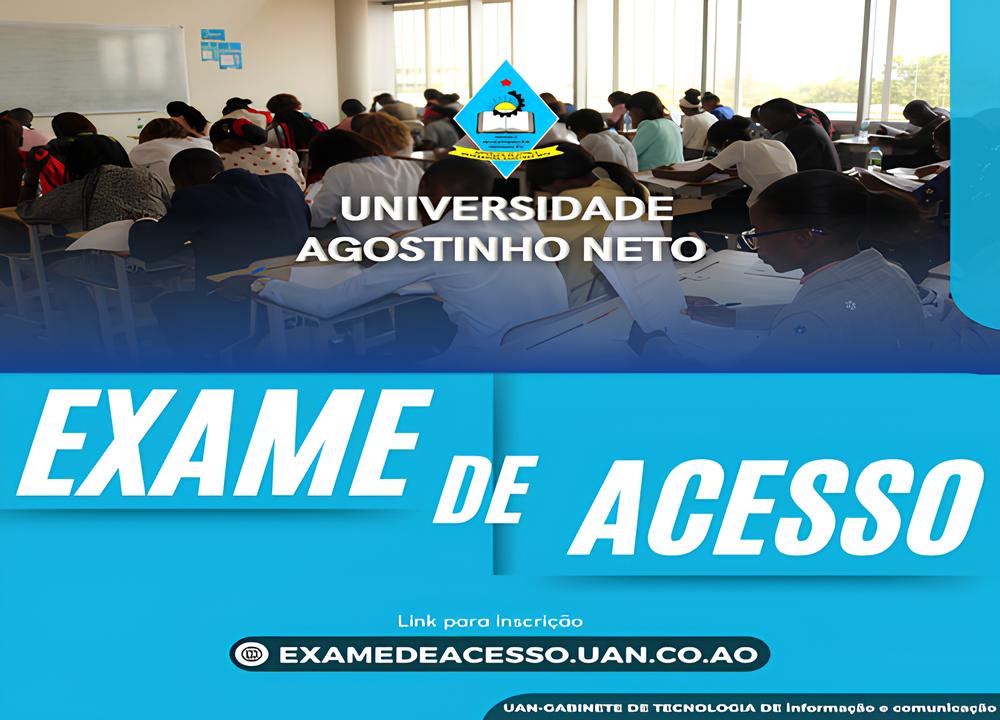 UNIVERSIDADE
AGOSTINHO NETO
EXAME
DE
ACESSO
Link para inscrição
EXAMEDEACESSO.UAN.CO.AO
UAN-GABINETE DE TECNOLOGIA DE informação e comunicação